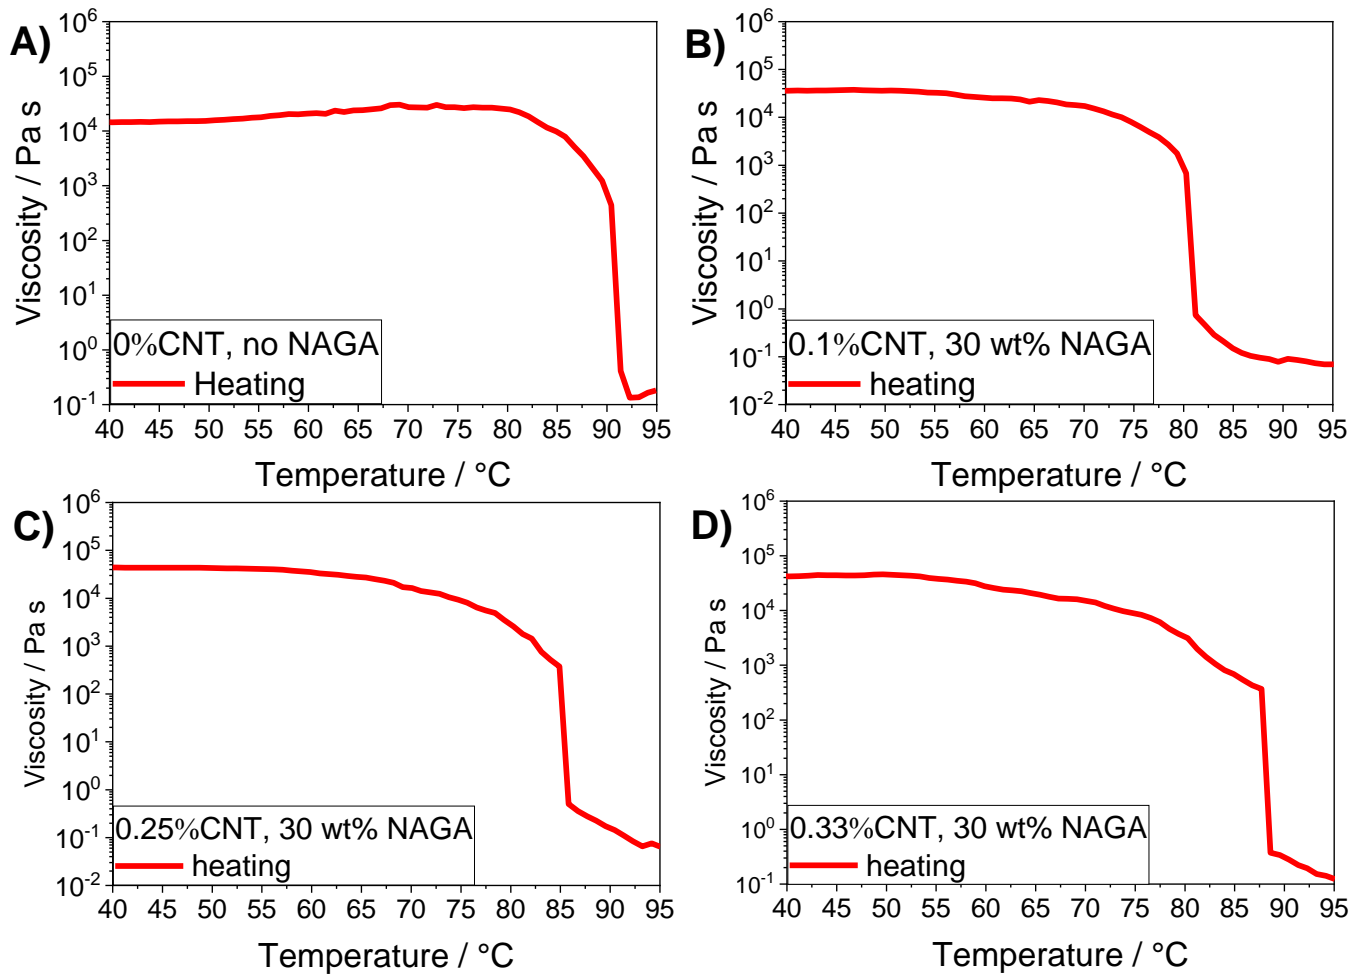 A)
Viscosity / Pa s
10^6
10^5
10^4
10^3
10^2
10^1
10^0
10^-1
0%CNT, no NAGA
Heating
40 45 50 55 60 65 70 75 80 85 90 95
Temperature / °C
B)
Viscosity / Pa s
10^6
10^5
10^4
10^3
10^2
10^1
10^0
10^-1
10^-2
0.1%CNT, 30 wt% NAGA
heating
40 45 50 55 60 65 70 75 80 85 90 95
Temperature / °C
C)
Viscosity / Pa s
10^6
10^5
10^4
10^3
10^2
10^1
10^0
10^-1
10^-2
0.25%CNT, 30 wt% NAGA
heating
40 45 50 55 60 65 70 75 80 85 90 95
Temperature / °C
D)
Viscosity / Pa s
10^6
10^5
10^4
10^3
10^2
10^1
10^0
10^-1
0.33%CNT, 30 wt% NAGA
heating
40 45 50 55 60 65 70 75 80 85 90 95
Temperature / °C